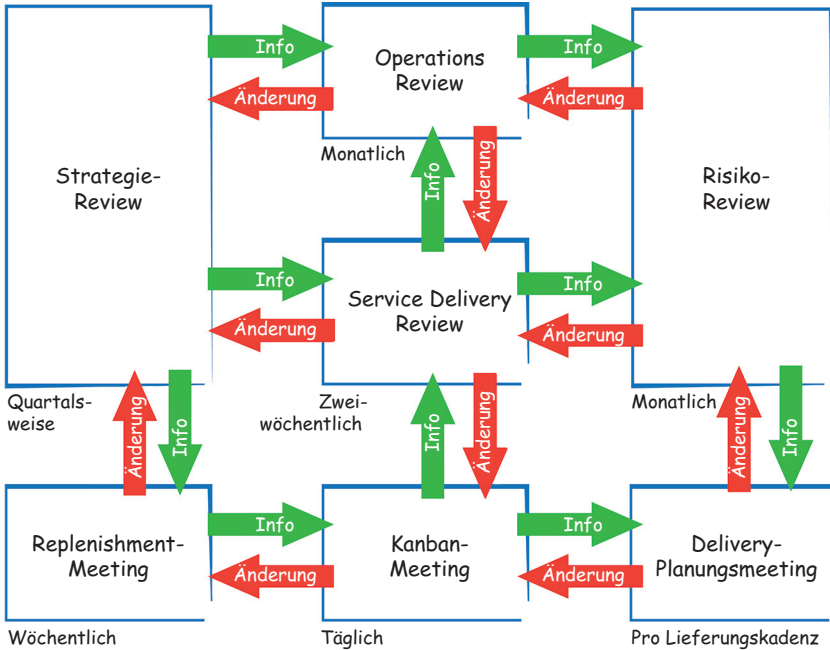 Info
Operations
Review
Info
Änderung
Änderung
Monatlich
Strategie-
Review
Info
Änderung
Risiko-
Review
Info
Service Delivery
Review
Info
Änderung
Änderung
Quartals-
weise
Zwei-
wöchentlich
Monatlich
Änderung
Info
Info
Änderung
Änderung
Info
Replenishment-
Meeting
Info
Änderung
Kanban-
Meeting
Info
Änderung
Delivery-
Planungsmeeting
Wöchentlich
Täglich
Pro Lieferungskadenz